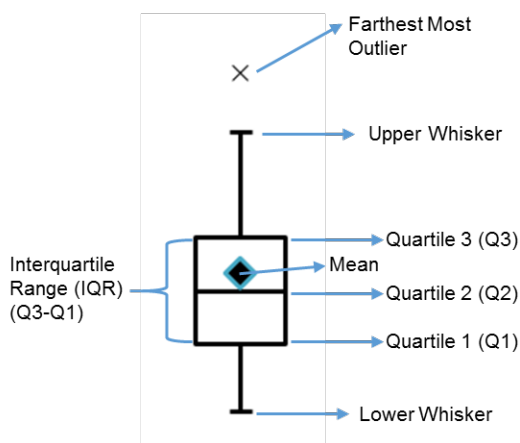 Farthest Most
Outlier
Upper Whisker
Quartile 3 (Q3)
Mean
Interquartile
Range (IQR)
(Q3-Q1)
Quartile 2 (Q2)
Quartile 1 (Q1)
Lower Whisker